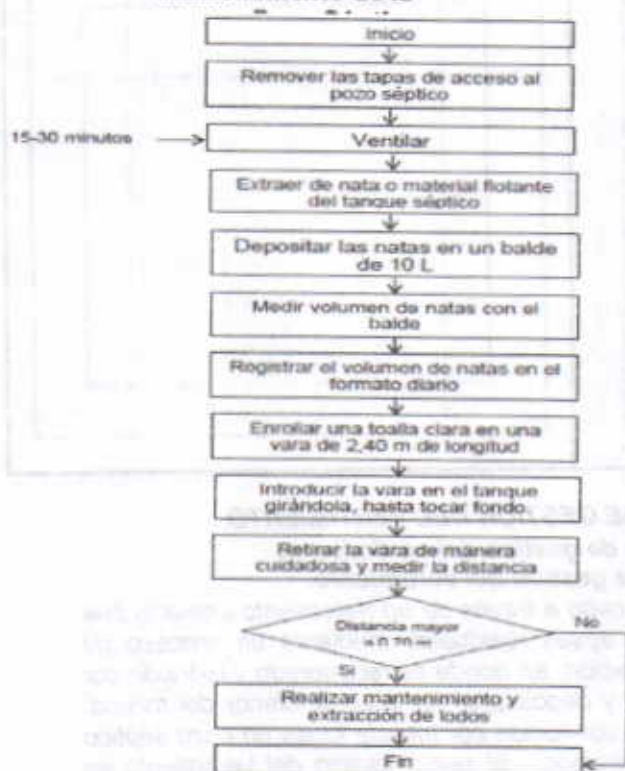 Inicio
Remover las tapas de acceso al
pozo séptico
15-30 minutos
Ventilar
Extraer de nata o material flotante
del tanque séptico
Depositar las natas en un balde
de 10 L
Medir volumen de natas con el
balde
Registrar el volumen de natas en el
formato diario
Enrollar una toalla clara en una
vara de 2,40 m de longitud
Introducir la vara en el tanque
girándola, hasta tocar fondo
Retirar la vara de manera
cuidadosa y medir la distancia
Distancia mayor
No
Si
Realizar mantenimiento y
extracción de lodos
Fin